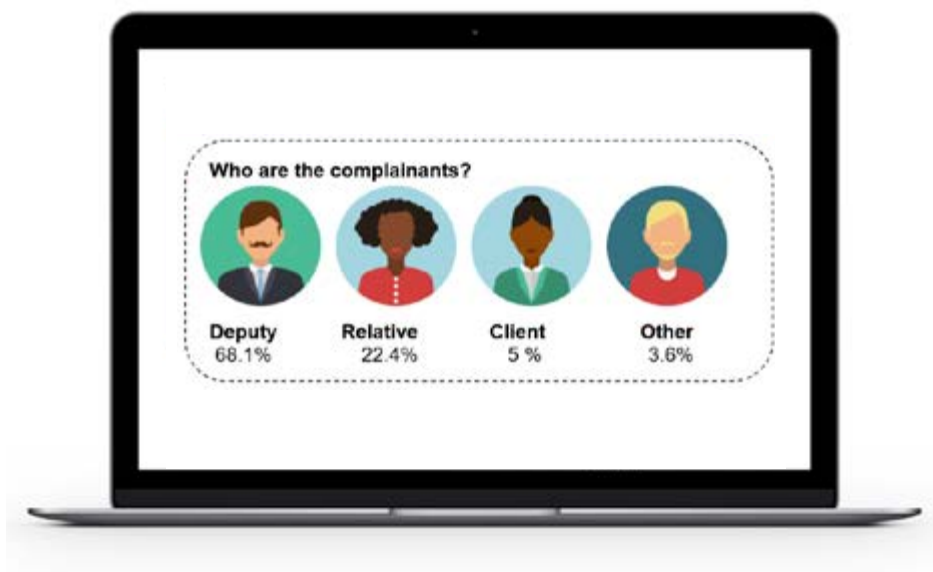 Who are the complainants?
Deputy Relative Client Other
68.1% 22.4% 5 % 3.6%